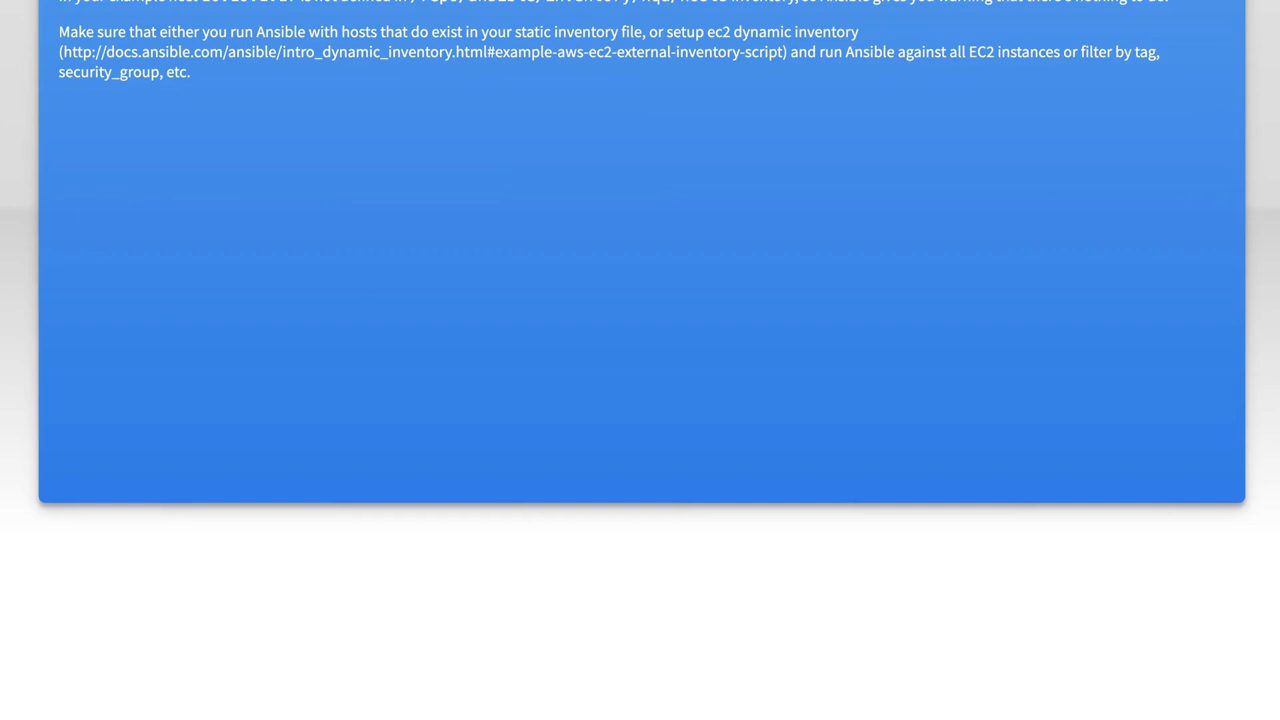 Make sure that either you run Ansible with hosts that do exist in your static inventory file, or setup ec2 dynamic inventory
(http://docs.ansible.com/ansible/intro_dynamic_inventory.html#example-aws-ec2-external-inventory-script) and run Ansible against all EC2 instances or filter by tag,
security_group, etc.